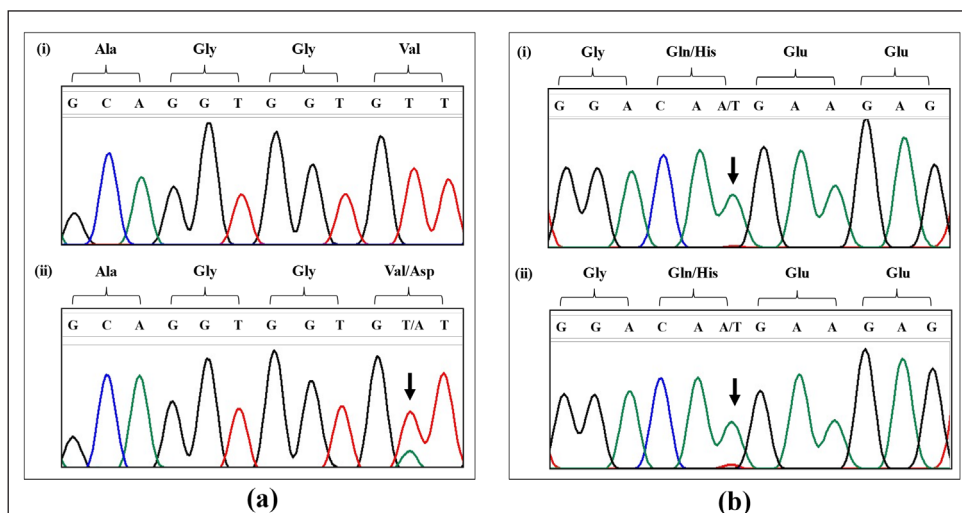 (i)
Ala Gly Gly Val
G C A G G T G G T G T T
(ii)
Ala Gly Gly Val/Asp
G C A G G T G G T G T/A T
(a)
(i)
Gly Gln/His Glu Glu
G G A C A A/T G A A G A G
(ii)
Gly Gln/His Glu Glu
G G A C A A/T G A A G A G
(b)